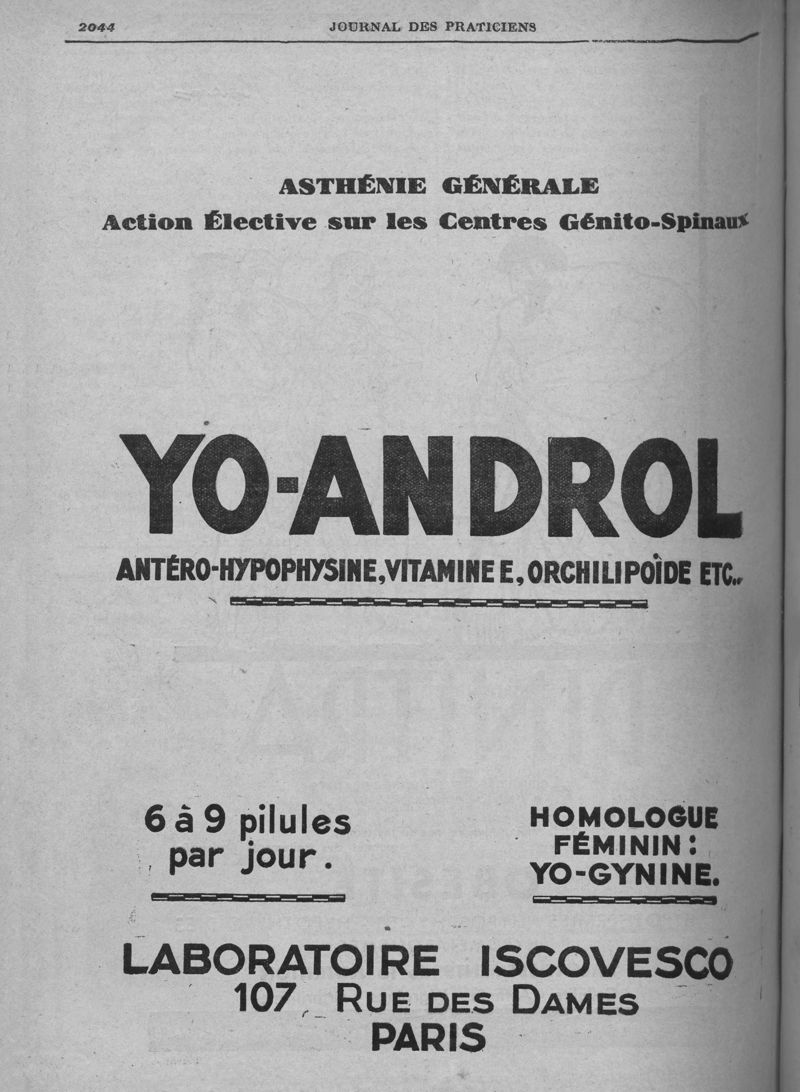 2044 JOURNAL DES PRATICIENS
ASTHÉNIE GÉNÉRALE
Action Élective sur les Centres Génito-Spinaux
YO-ANDROL
ANTÉRO-HYPOPHYSINE, VITAMINE E, ORCHILIPOÎDE ETC..
6 à 9 pilules
par jour.
HOMOLOGUE
FÉMININ :
YO-GYNINE.
LABORATOIRE ISCOVESCO
107, RUE DES DAMES
PARIS